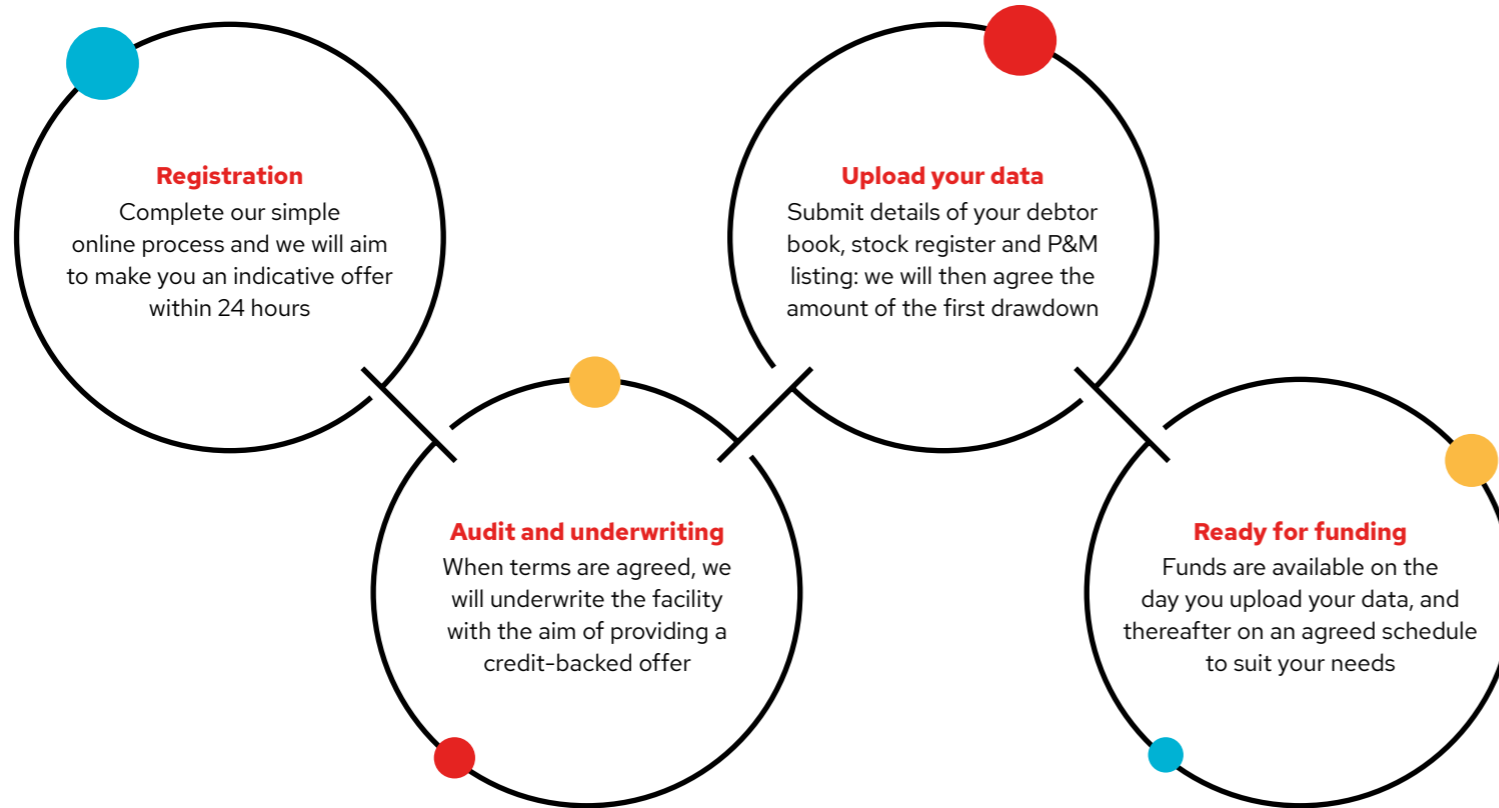 Registration
Complete our simple
online process and we will aim
to make you an indicative offer
within 24 hours
Audit and underwriting
When terms are agreed, we
will underwrite the facility
with the aim of providing a
credit-backed offer
Upload your data
Submit details of your debtor
book, stock register and P&M
listing: we will then agree the
amount of the first drawdown
Ready for funding
Funds are available on the
day you upload your data, and
thereafter on an agreed schedule
to suit your needs